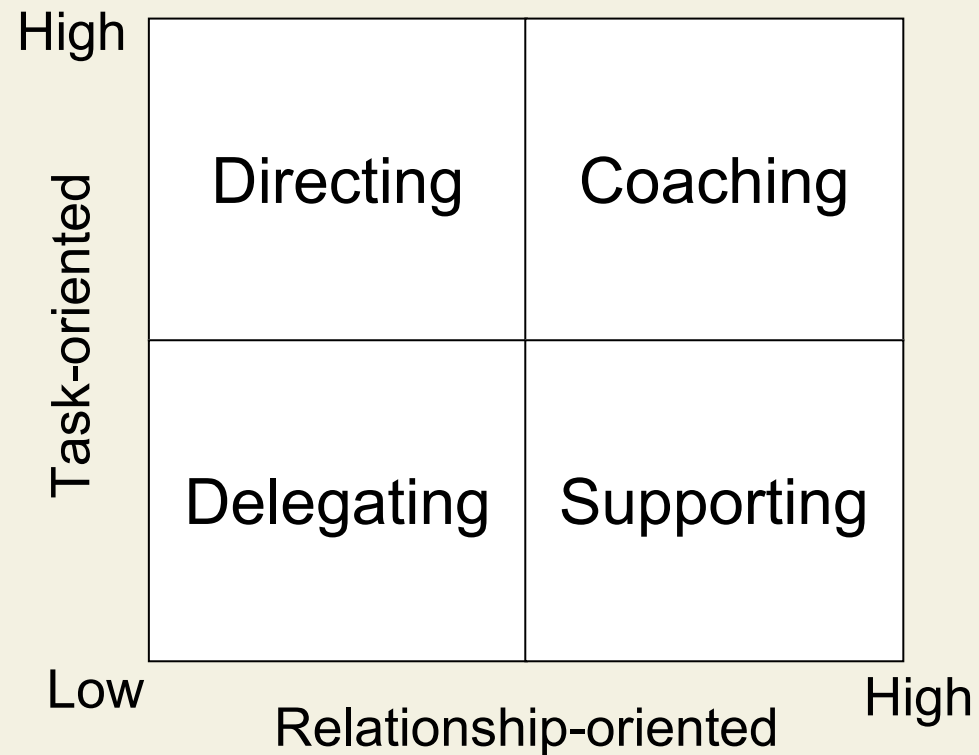 High
Directing Coaching
Task-oriented
Delegating Supporting
Low High
Relationship-oriented